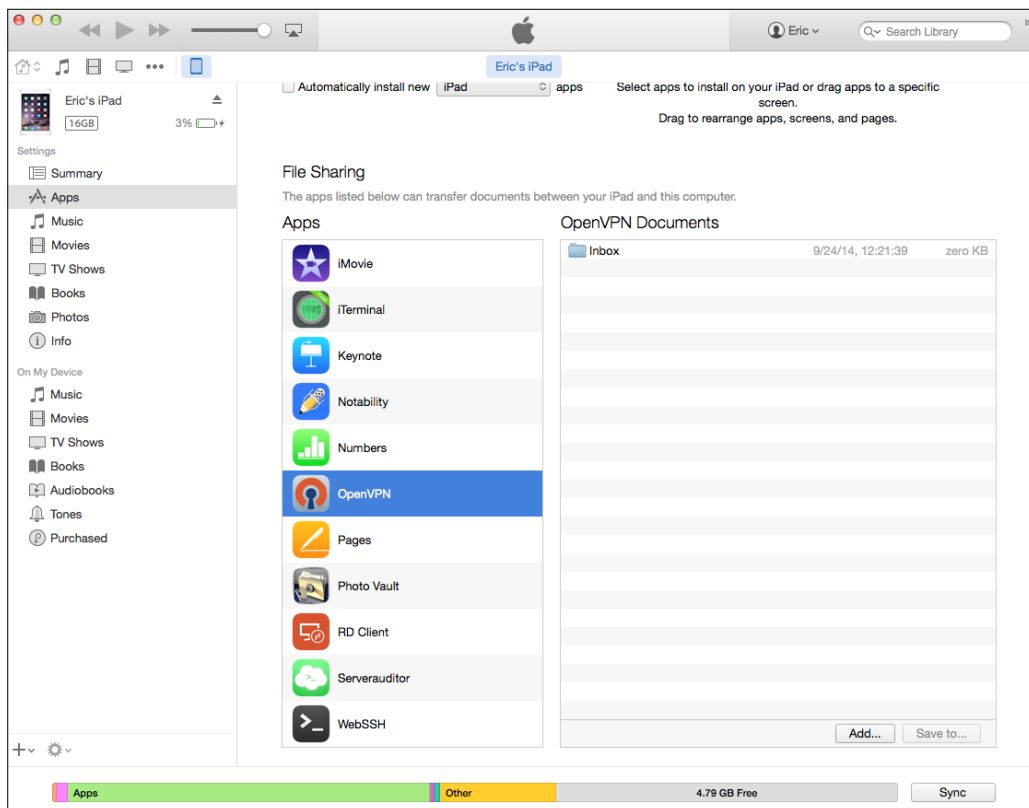 Eric
Search Library
Eric's iPad
Eric's iPad
16GB
3%
Automatically install new iPad apps
Select apps to install on your iPad or drag apps to a specific
screen.
Drag to rearrange apps, screens, and pages.
Settings
Summary
Apps
Music
Movies
TV Shows
Books
Photos
Info
On My Device
Music
Movies
TV Shows
Books
Audiobooks
Tones
Purchased
File Sharing
The apps listed below can transfer documents between your iPad and this computer.
Apps
iMovie
iTerminal
Keynote
Notability
Numbers
OpenVPN
Pages
Photo Vault
RD Client
Serverauditor
WebSSH
OpenVPN Documents
Inbox 9/24/14, 12:21:39 zero KB
Add... Save to...
Apps Other 4.79 GB Free Sync